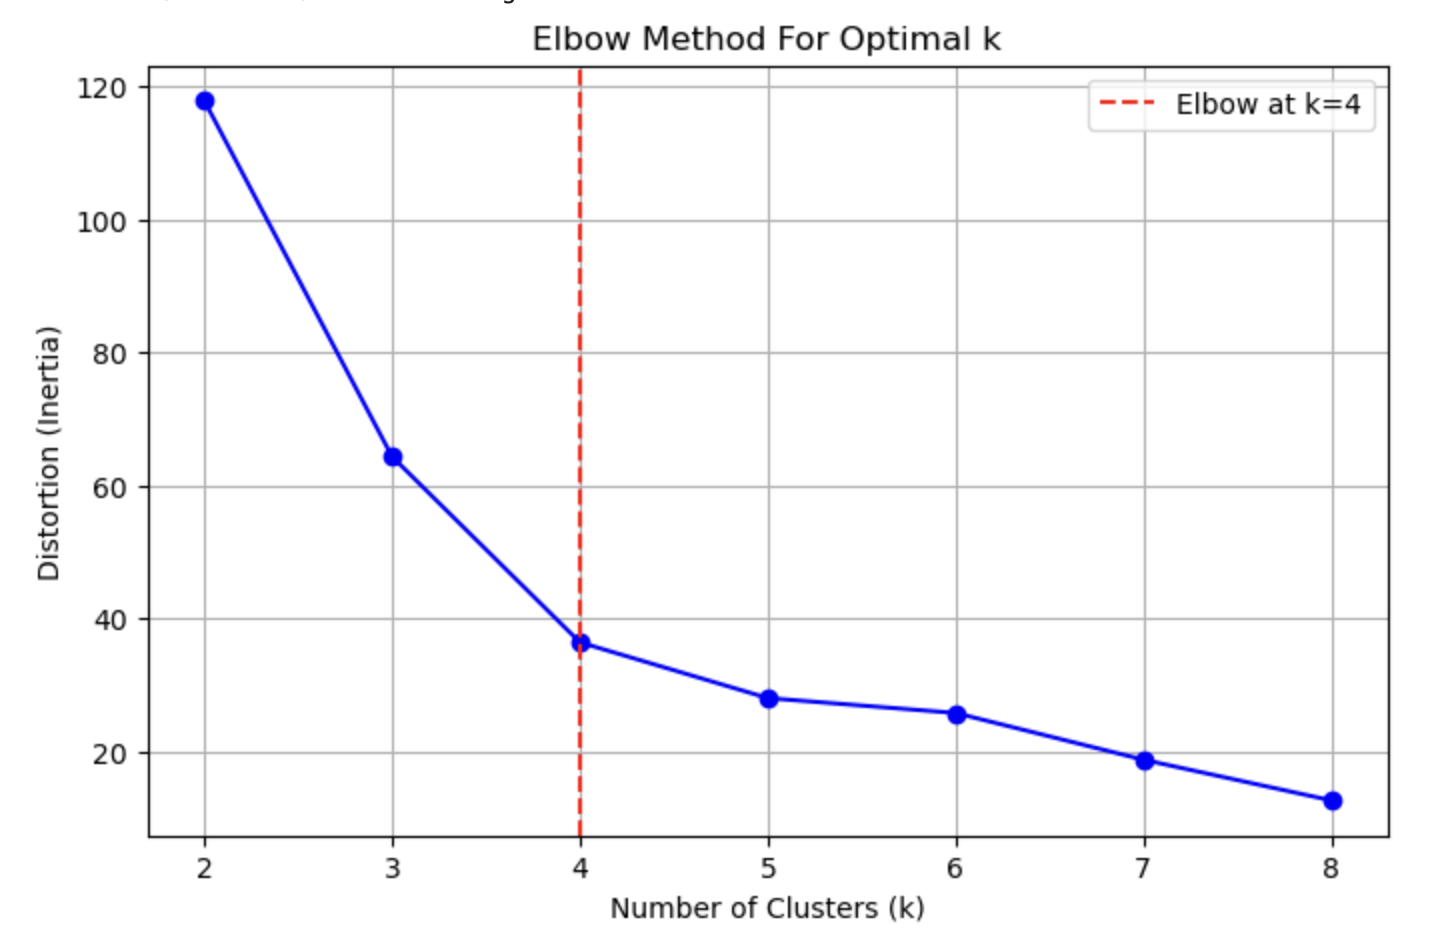 Elbow Method For Optimal k
Elbow at k=4
120
100
80
60
40
20
Distortion (Inertia)
2 3 4 5 6 7 8
Number of Clusters (k)